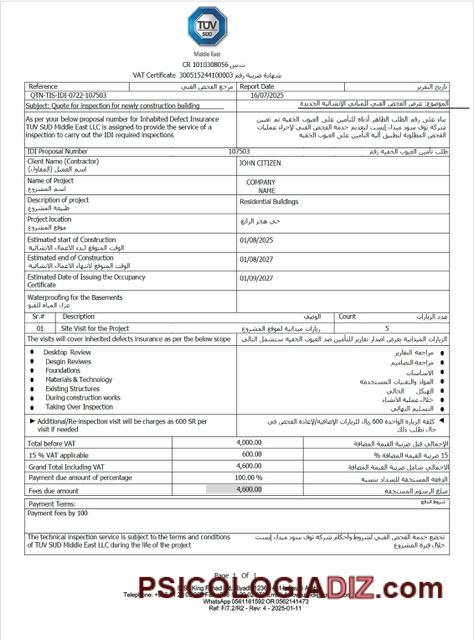 TÜV
SUD
Middle East
CR 1010308056 ت.س
VAT Certificate 300515244100003 شهادة ضريبة رقم
Reference مرجع الفحص الفني Report Date تاريخ التقرير
QTN-TIS-IDI-0722-107503 16/07/2025
Subject: Quote for inspection for newly construction building الموضوع: عرض الفحص الفني للمباني الإنشائية الجديدة
As per your below proposal number for Inhabited Defect Insurance
TUV SUD Middle East LLC is assigned to provide the service of a
inspection to carry out the IDI required inspections
بناء على رقم الطلب الظاهر أدناه للتأمين على العيوب الخفية تم تعيين
شركة توف سود ميدل إيست لتقديم خدمة الفحص الفني لإجراء عمليات
الفحص المطلوبة لتطبيق آلية التأمين على العيوب الخفية
IDI Proposal Number 107503 طلب تأمين العيوب الخفية رقم
Client Name (Contractor) JOHN CITIZEN
اسم العميل (المقاول)
Name of Project COMPANY
اسم المشروع NAME
Description of project Residential Buildings
طبيعة المشروع
Project location حي هجر الرابع
موقع المشروع
Estimated start of Construction 01/08/2025
الوقت المتوقع لبدء الاعمال الانشائية
Estimated end of Construction 01/08/2027
الوقت المتوقع لانتهاء الاعمال الانشائية
Estimated Date of Issuing the Occupancy 01/09/2027
Certificate
Waterproofing for the Basements
عزل المياه للقبو
Sr.# Description الوصف Count عدد الزيارات
01 Site Visit for the Project زيارات ميدانية لموقع المشروع 5
The visits will cover inherited defects insurance as per the below scope الزيارات الميدانية بغرض اصدار تقارير للتأمين ضد العيوب الخفية ستشمل التالي
Desktop Review مراجعة التقارير
Desgin Reviwes مراجعة التصاميم
Foundations الاساسات
Materials & Technology المواد والتقنيات المستخدمة
Existing Structures الهيكل الحالي
During construction works خلال عملية الانشاء
Taking Over Inspection التسليم النهائي
Additional/Re-Inspection visit will be charges as 600 SR per
visit if needed
كلفة الزيارة الواحدة 600 ريال للزيارات الإضافية/لإعادة الفحص في
حال تطلب ذلك
Total before VAT 4,000.00 الإجمالي قبل ضريبة القيمة المضافة
15 % VAT applicable 600.00 15 ضريبة القيمة المضافة %
Grand Total Including VAT 4,600.00 الاجمالي شامل ضريبة القيمة المضافة
Payment due amount of percentage 100.00 % الدفعة المستحقة للسداد بنسبة
Fees due amount 4,600.00 مبلغ الرسوم المستحقة
Payment Terms: شروط الدفع
Payment fees by 100
The technical inspection service is subject to the terms and conditions
of TUV SUD Middle East LLC during the life of the project
تخضع خدمة الفحص الفني لشروط واحكام شركة توف سود ميدل إيست
خلال فترة المشروع
Page 1 Of 1
PSICOLOGIADIZ.com
WhatsApp 0561161592 OR 0562141473
Ref: F/7.2/R2 - Rev: 4 - 2025-01-11